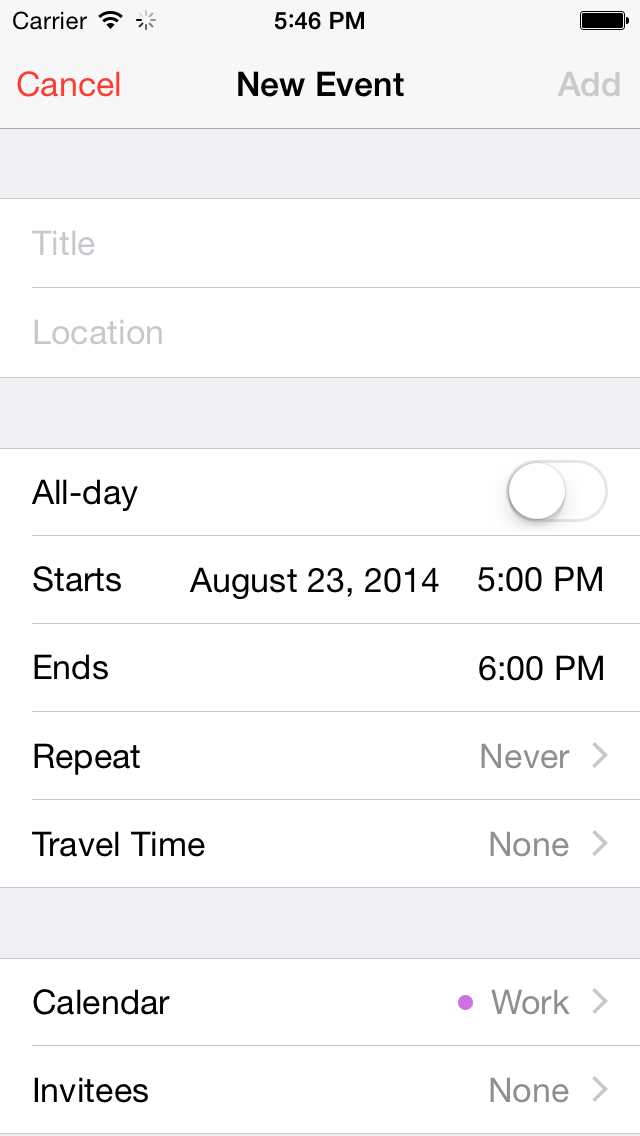 Carrier 5:46 PM
Cancel New Event Add
Title
Location
All-day
Starts August 23, 2014 5:00 PM
Ends 6:00 PM
Repeat Never
Travel Time None
Calendar Work
Invitees None